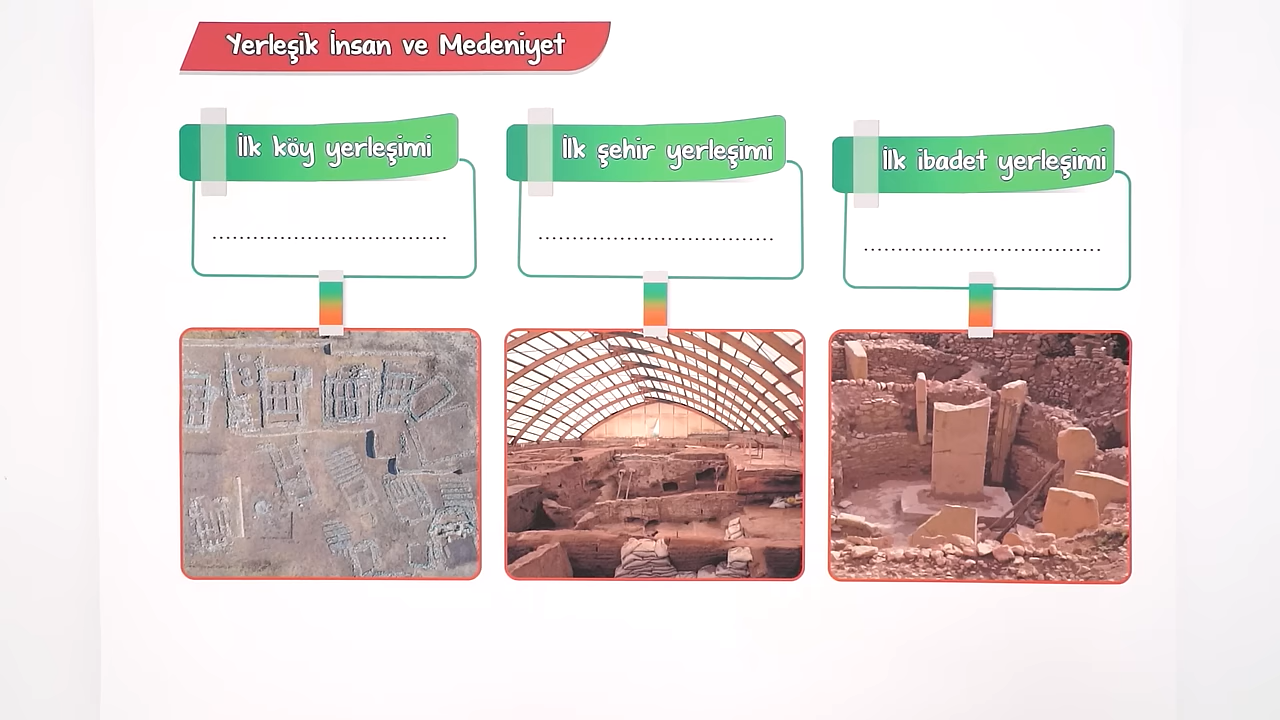 Yerleşik İnsan ve Medeniyet
İlk köy yerleşimi
İlk şehir yerleşimi
İlk ibadet yerleşimi